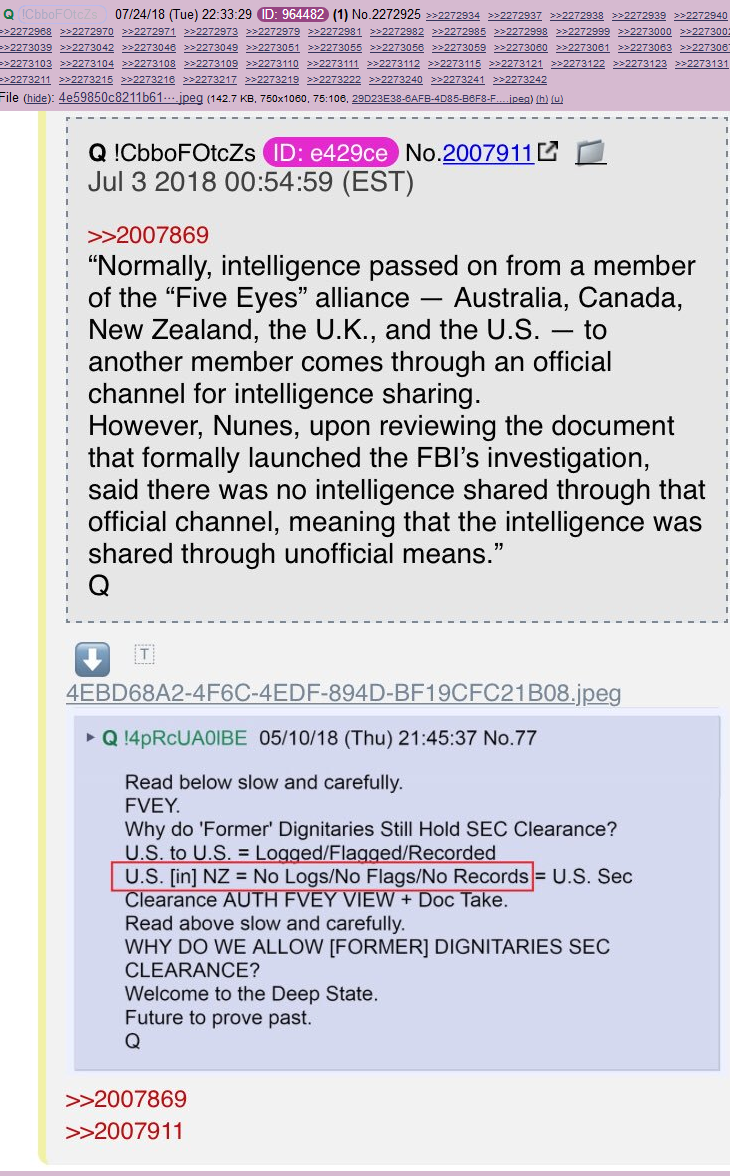 Q !CbboFOtcZs 07/24/18 (Tue) 22:33:29 ID: 964482 (1) No.2272925 >>2272934 >>2272937 >>2272938 >>2272939 >>2272940
>>2272968 >>2272970 >>2272971 >>2272973 >>2272979 >>2272981 >>2272982 >>2272985 >>2272998 >>2272999 >>2273000
>>2273039 >>2273042 >>2273046 >>2273049 >>2273051 >>2273055 >>2273056 >>2273059 >>2273060 >>2273061 >>2273063
>>2273103 >>2273104 >>2273108 >>2273109 >>2273110 >>2273111 >>2273112 >>2273115 >>2273121 >>2273122 >>2273123 >>2273131
>>2273211 >>2273215 >>2273216 >>2273217 >>2273219 >>2273222 >>2273240 >>2273241 >>2273242
File (hide): 4e59850c8211b61⋯.jpeg (142.7 KB, 750x1060, 75:106, 29D23E38-6AFB-4D85-B6F8-F….jpeg) (h) (u)
Q !CbboFOtcZs ID: e429ce No.2007911
Jul 3 2018 00:54:59 (EST)
>>2007869
“Normally, intelligence passed on from a member
of the “Five Eyes” alliance — Australia, Canada,
New Zealand, the U.K., and the U.S. — to
another member comes through an official
channel for intelligence sharing.
However, Nunes, upon reviewing the document
that formally launched the FBI’s investigation,
said there was no intelligence shared through that
official channel, meaning that the intelligence was
shared through unofficial means.”
Q
T
4EBD68A2-4F6C-4EDF-894D-BF19CFC21B08.jpeg
Q !4pRcUA0lBE 05/10/18 (Thu) 21:45:37 No.77
Read below slow and carefully.
FVEY.
Why do 'Former' Dignitaries Still Hold SEC Clearance?
U.S. to U.S. = Logged/Flagged/Recorded
U.S. [in] NZ = No Logs/No Flags/No Records = U.S. Sec
Clearance AUTH FVEY VIEW + Doc Take.
Read above slow and carefully.
WHY DO WE ALLOW [FORMER] DIGNITARIES SEC
CLEARANCE?
Welcome to the Deep State.
Future to prove past.
Q
>>2007869
>>2007911